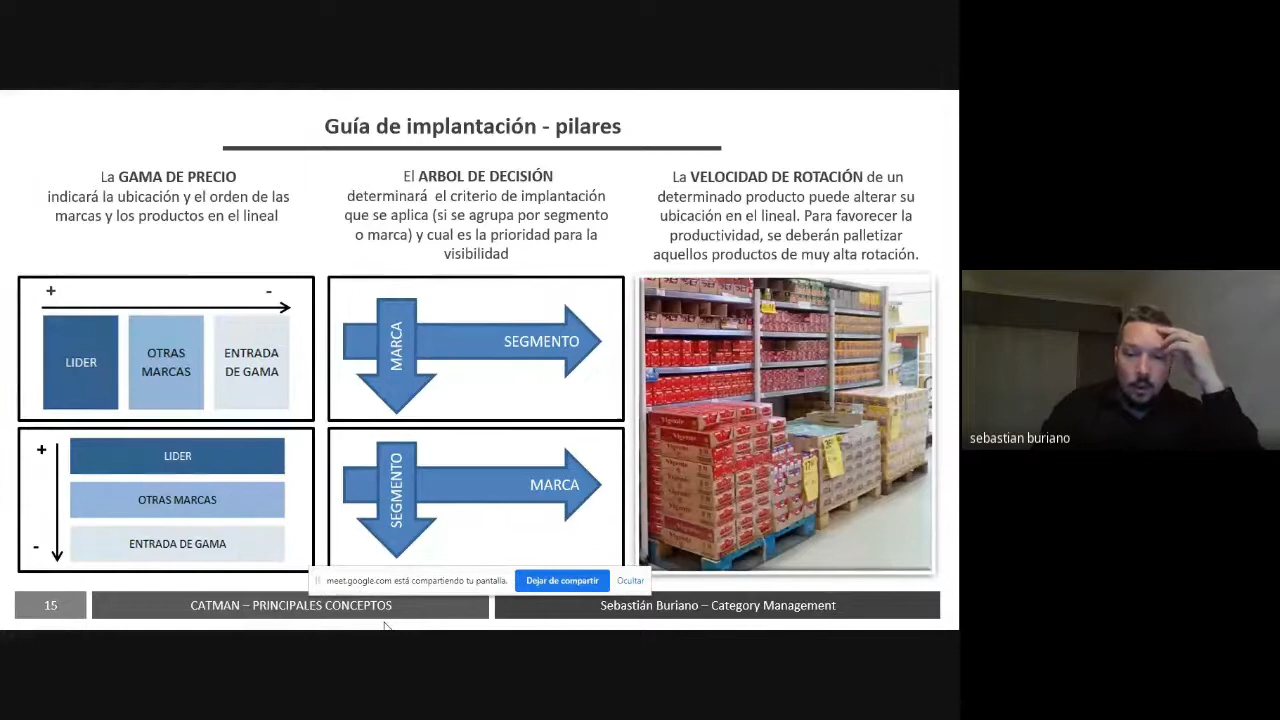 Guía de implantación - pilares
La GAMA DE PRECIO
indicará la ubicación y el orden de las
marcas y los productos en el lineal
El ARBOL DE DECISIÓN
determinará el criterio de implantación
que se aplica (si se agrupa por segmento
o marca) y cual es la prioridad para la
visibilidad
La VELOCIDAD DE ROTACIÓN de un
determinado producto puede alterar su
ubicación en el lineal. Para favorecer la
productividad, se deberán palletizar
aquellos productos de muy alta rotación.
+ -
LIDER
OTRAS
MARCAS
ENTRADA
DE GAMA
+
LIDER
OTRAS MARCAS
-
ENTRADA DE GAMA
MARCA
SEGMENTO
SEGMENTO
MARCA
Vigente
meet.google.com está compartiendo tu pantalla.
Dejar de compartir
Ocultar
15
CATMAN – PRINCIPALES CONCEPTOS
Sebastián Buriano – Category Management
sebastian buriano